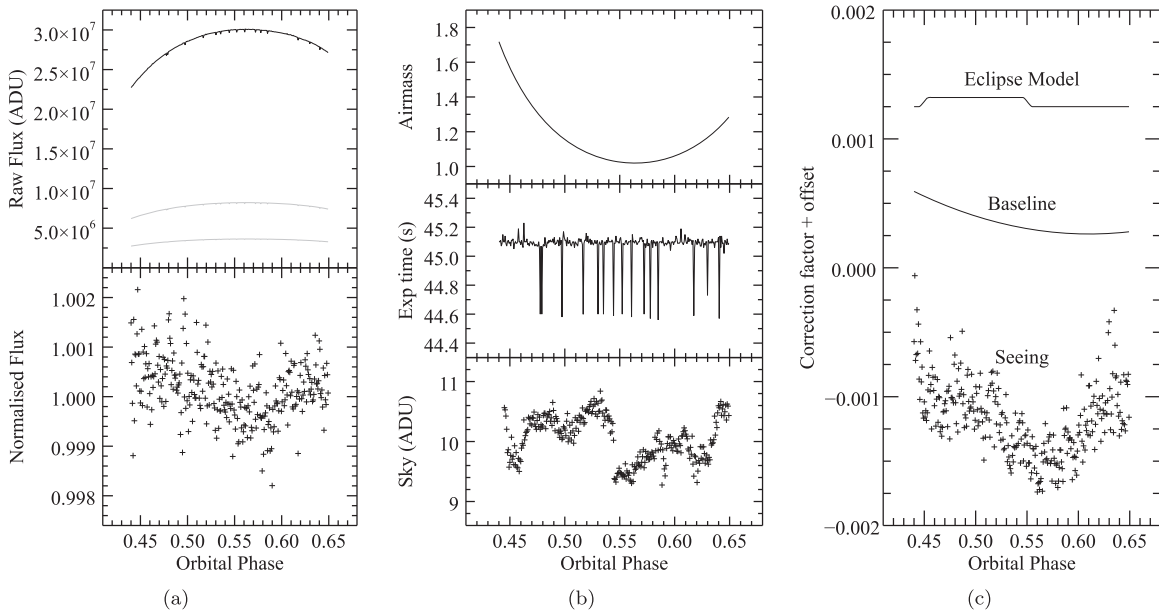 Raw Flux (ADU)
3.0×10⁷
2.5×10⁷
2.0×10⁷
1.5×10⁷
1.0×10⁷
5.0×10⁶
Normalised Flux
1.002
1.001
1.000
0.999
0.998
0.45 0.50 0.55 0.60 0.65
Orbital Phase
(a)
Airmass
1.8
1.6
1.4
1.2
1.0
Exp time (s)
45.4
45.2
45.0
44.8
44.6
44.4
Sky (ADU)
11
10
9
0.45 0.50 0.55 0.60 0.65
Orbital Phase
(b)
Correction factor + offset
0.002
0.001
0.000
−0.001
−0.002
Eclipse Model
Baseline
Seeing
0.45 0.50 0.55 0.60 0.65
Orbital Phase
(c)